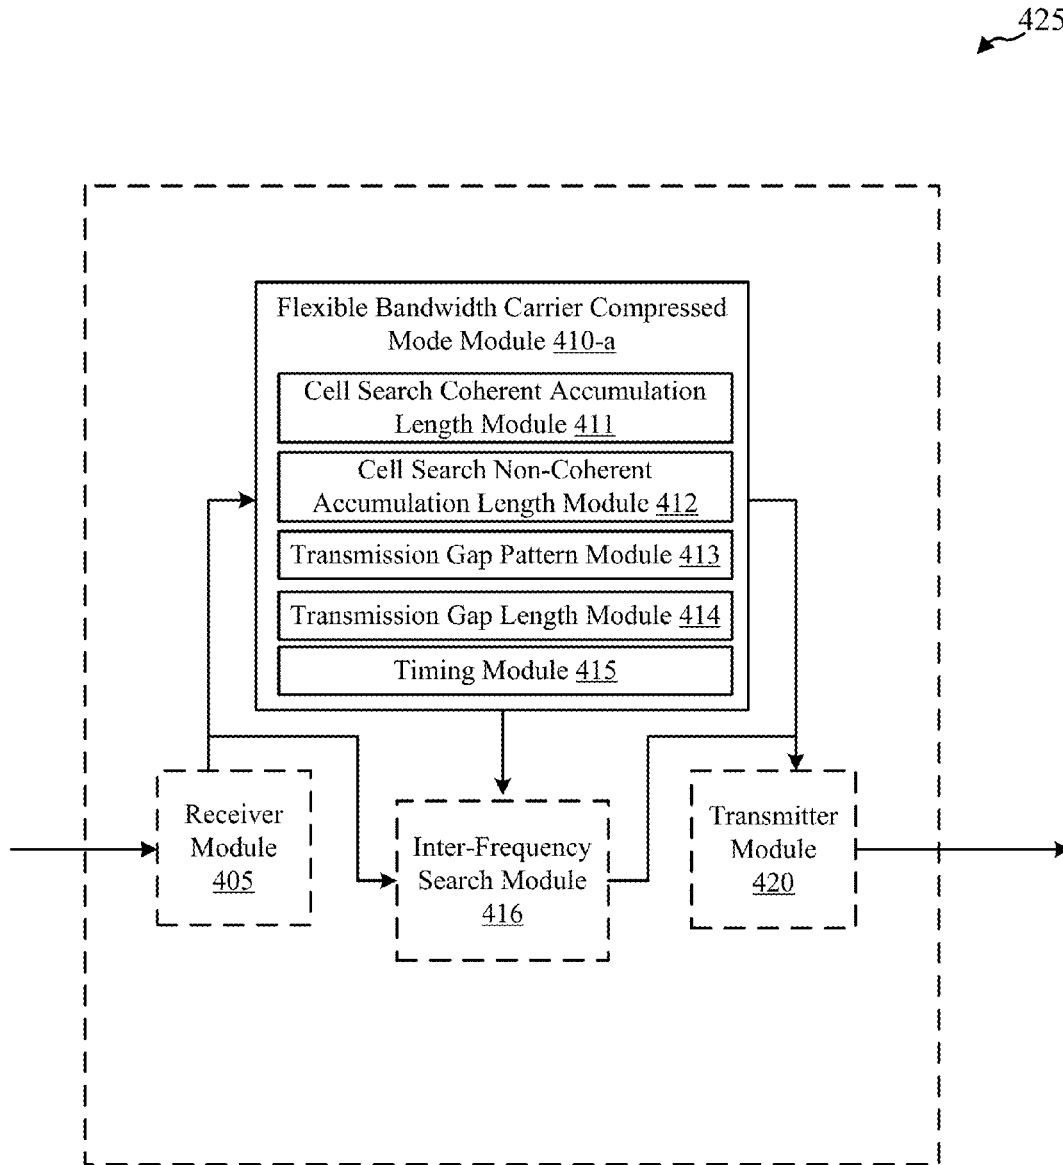 425
Flexible Bandwidth Carrier Compressed
Mode Module 410-a
Cell Search Coherent Accumulation
Length Module 411
Cell Search Non-Coherent
Accumulation Length Module 412
Transmission Gap Pattern Module 413
Transmission Gap Length Module 414
Timing Module 415
Receiver
Module
405
Inter-Frequency
Search Module
416
Transmitter
Module
420